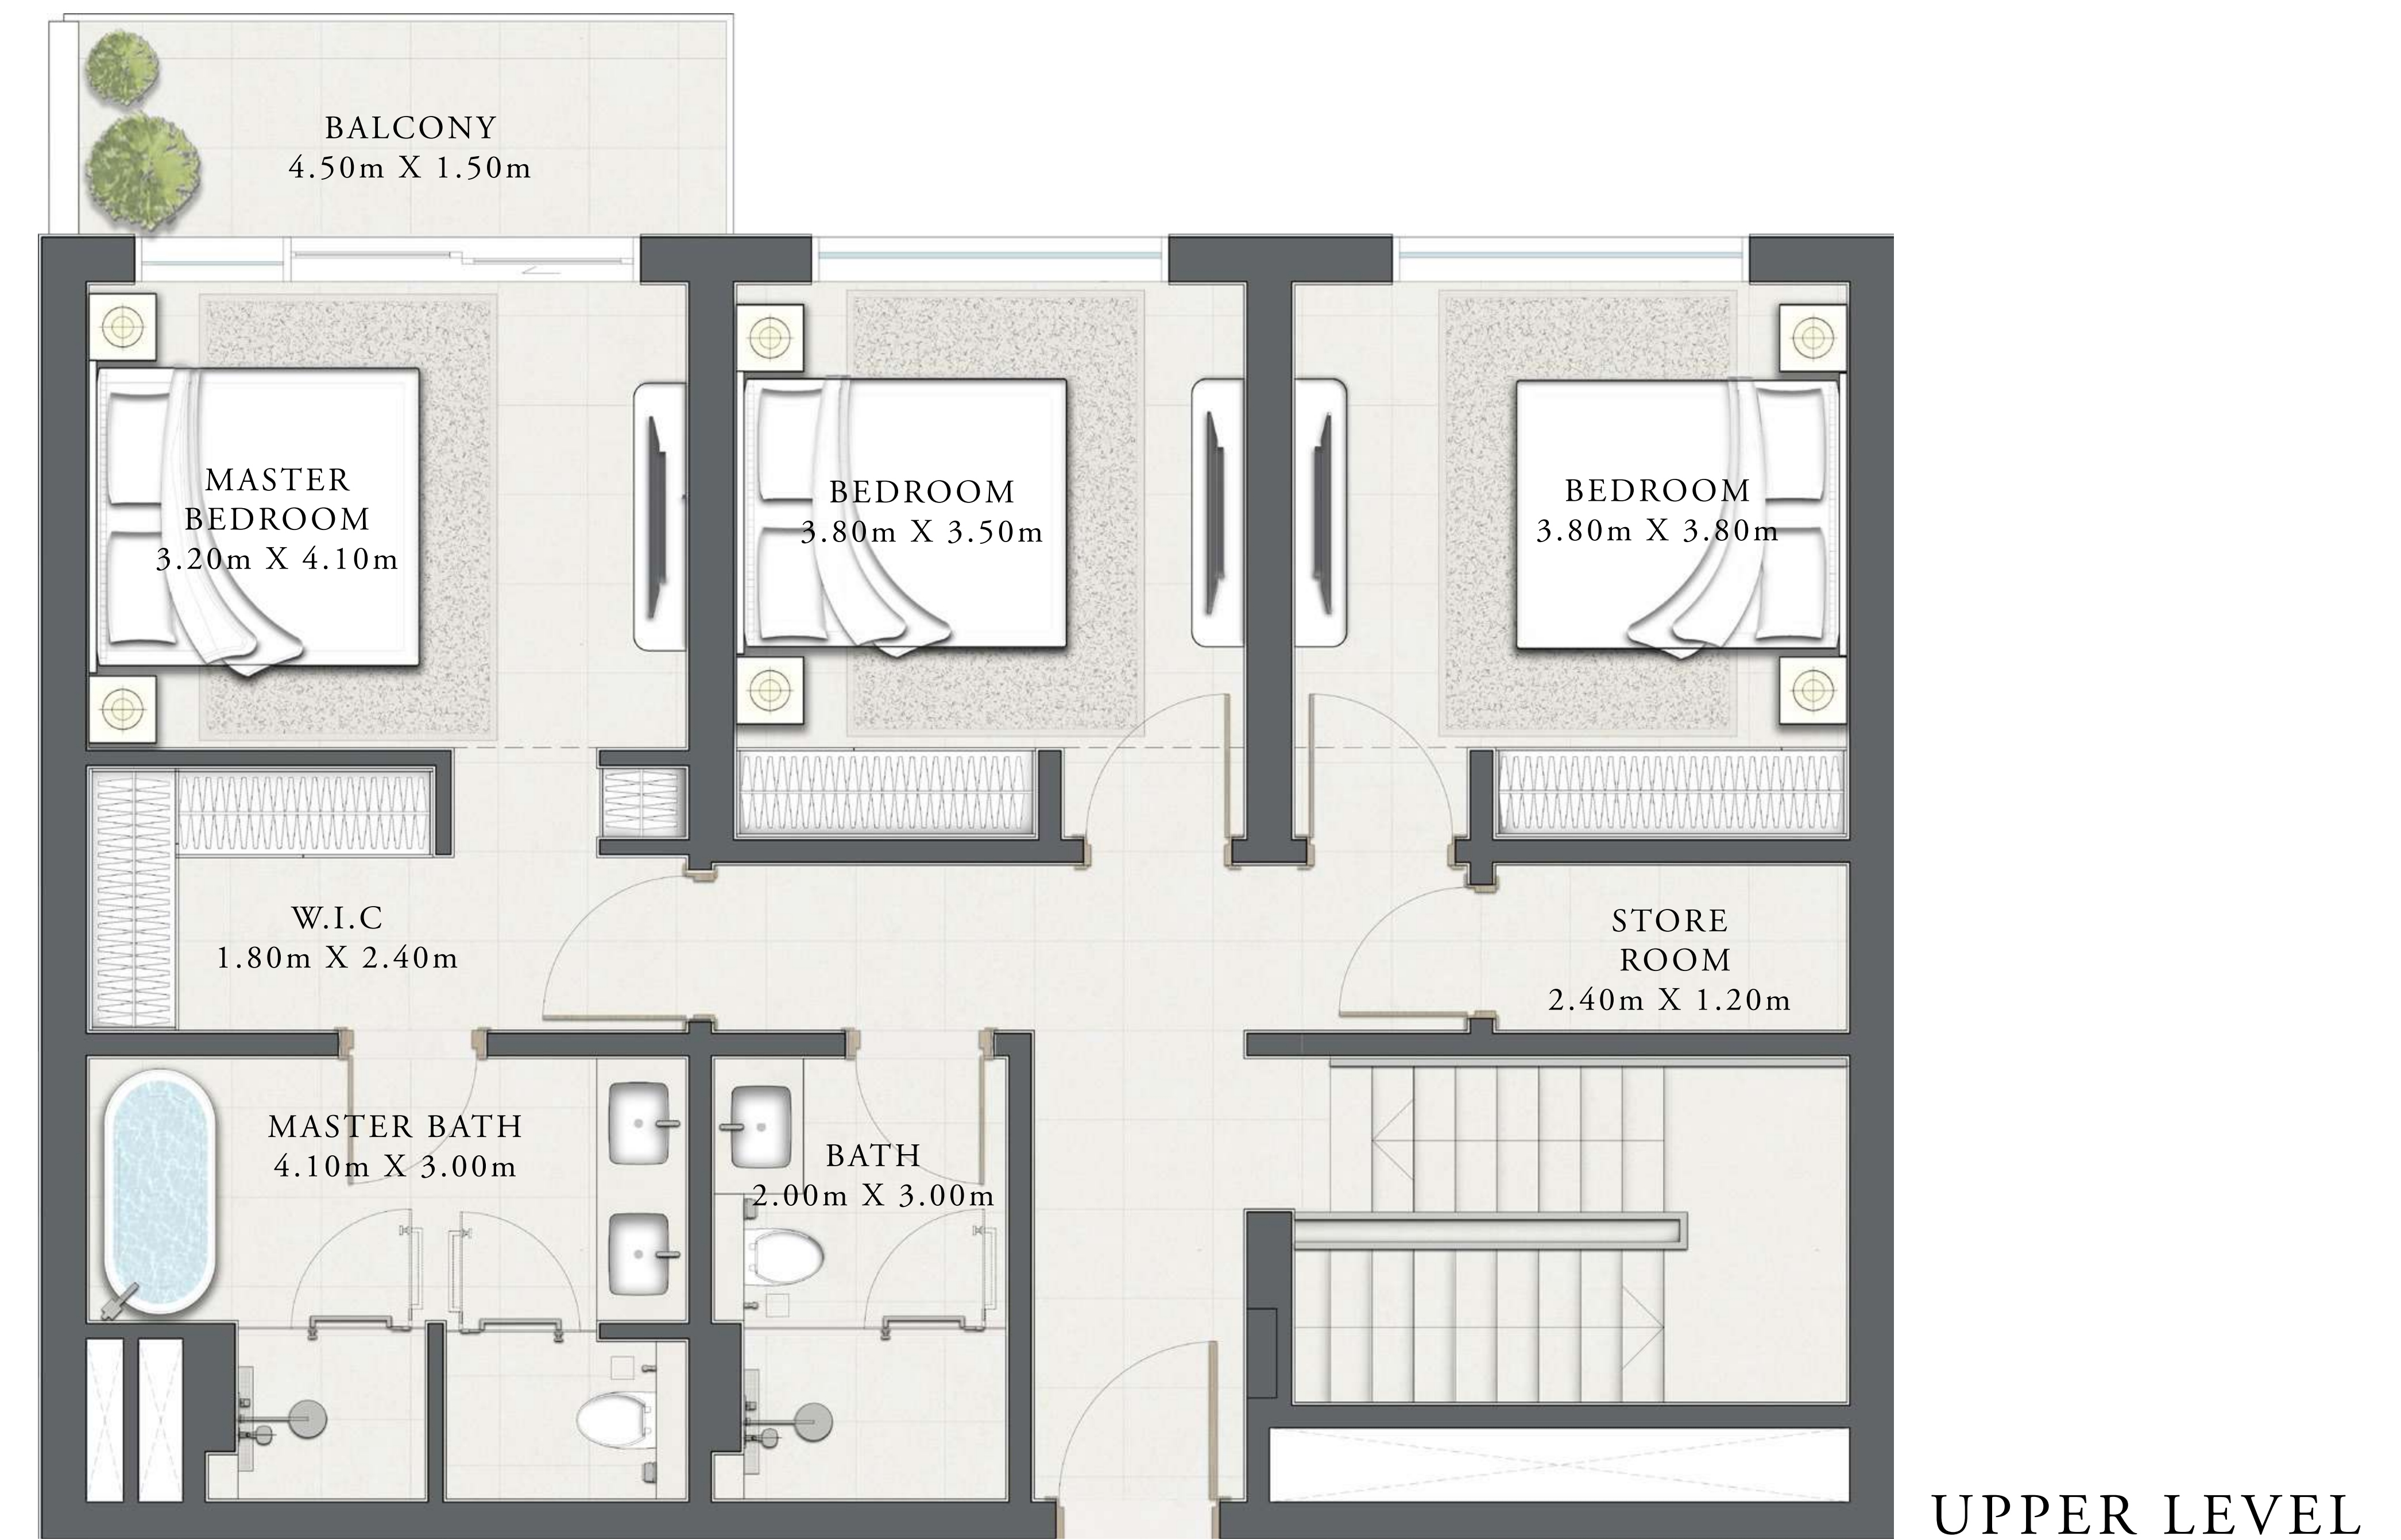 BALCONY
4.50m X 1.50m
MASTER
BEDROOM
3.20m X 4.10m
BEDROOM
3.80m X 3.50m
BEDROOM
3.80m X 3.80m
W.I.C
1.80m X 2.40m
STORE
ROOM
2.40m X 1.20m
MASTER BATH
4.10m X 3.00m
BATH
2.00m X 3.00m
UPPER LEVEL